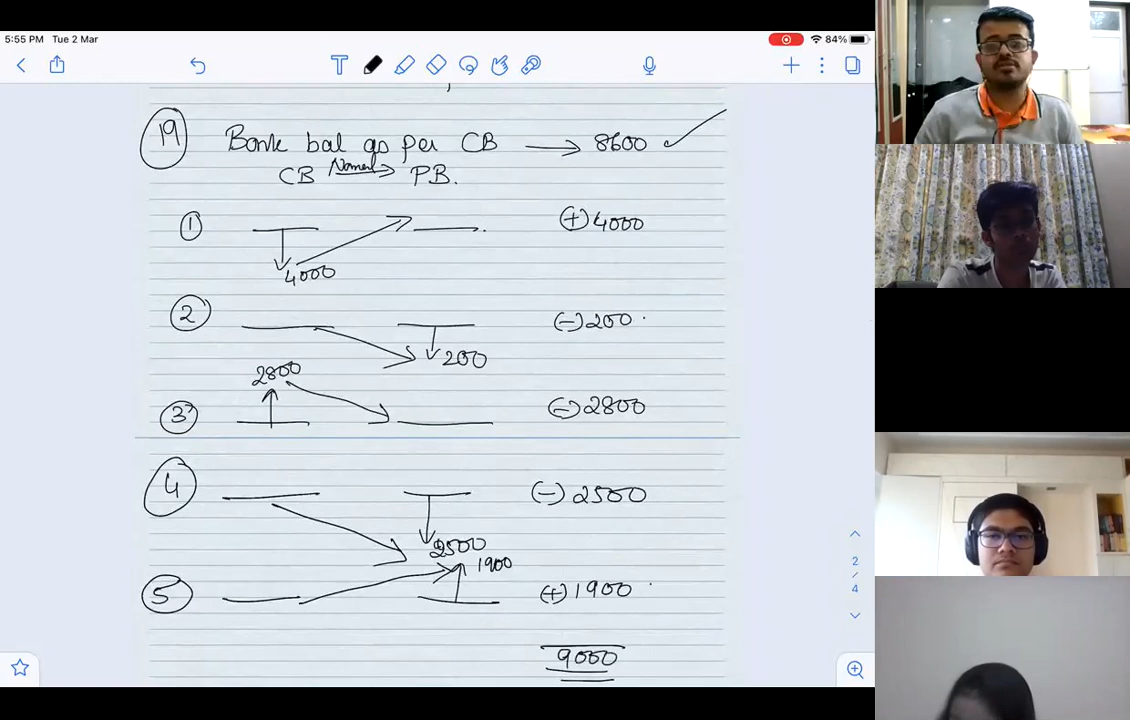 5:55 PM Tue 2 Mar
84%
T
19 Bank bal as per CB → 8600 ✓
CB → PB.
1 (+) 4000
4000
2 (-) 200
200
2800
3 (-) 2800
4 (-) 2500
2500
1900
5 (+) 1900
2
/
4
9000